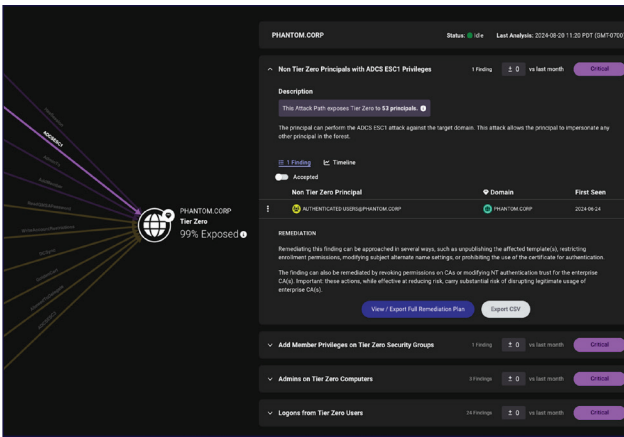 PHANTOM.CORP
Status: Idle
Last Analysis: 2024-08-20 11:20 PDT (GMT-0700)
Non Tier Zero Principals with ADCS ESC1 Privileges
1 Finding
± 0 vs last month
Critical
Description
This Attack Path exposes Tier Zero to 53 principals.
The principal can perform the ADCS ESC1 attack against the target domain. This attack allows the principal to impersonate any
other principal in the forest.
1 Finding
Timeline
Accepted
Non Tier Zero Principal
Domain
First Seen
AUTHENTICATED USERS@PHANTOM.CORP
PHANTOM.CORP
2024-06-24
REMEDIATION
Remediating this finding can be approached in several ways, such as unpublishing the affected template(s), restricting
enrollment permissions, modifying subject alternate name settings, or prohibiting the use of the certificate for authentication.
The finding can also be remediated by revoking permissions on CAs or modifying NT authentication trust for the enterprise
CA(s). Important: these actions, while effective at reducing risk, carry substantial risk of disrupting legitimate usage of
enterprise CA(s).
View / Export Full Remediation Plan
Export CSV
Add Member Privileges on Tier Zero Security Groups
1 Finding
± 0 vs last month
Critical
Admins on Tier Zero Computers
3 Findings
± 0 vs last month
Critical
Logons from Tier Zero Users
24 Findings
± 0 vs last month
Critical
ADCSESC1
PHANTOM.CORP
Tier Zero
99% Exposed